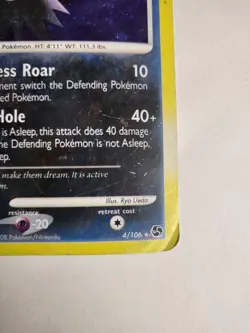 Pokémon. HT: 4'11" WT: 111.3 lbs.
ess Roar 10
nent switch the Defending Pokémon
ed Pokémon.
Hole 40+
is Asleep, this attack does 40 damage
e Defending Pokémon is not Asleep,
ep.
make them dream. It is active
Illus. Ryo Ueda
resistance retreat cost
-20
08 Pokémon/Nintendo 4/106